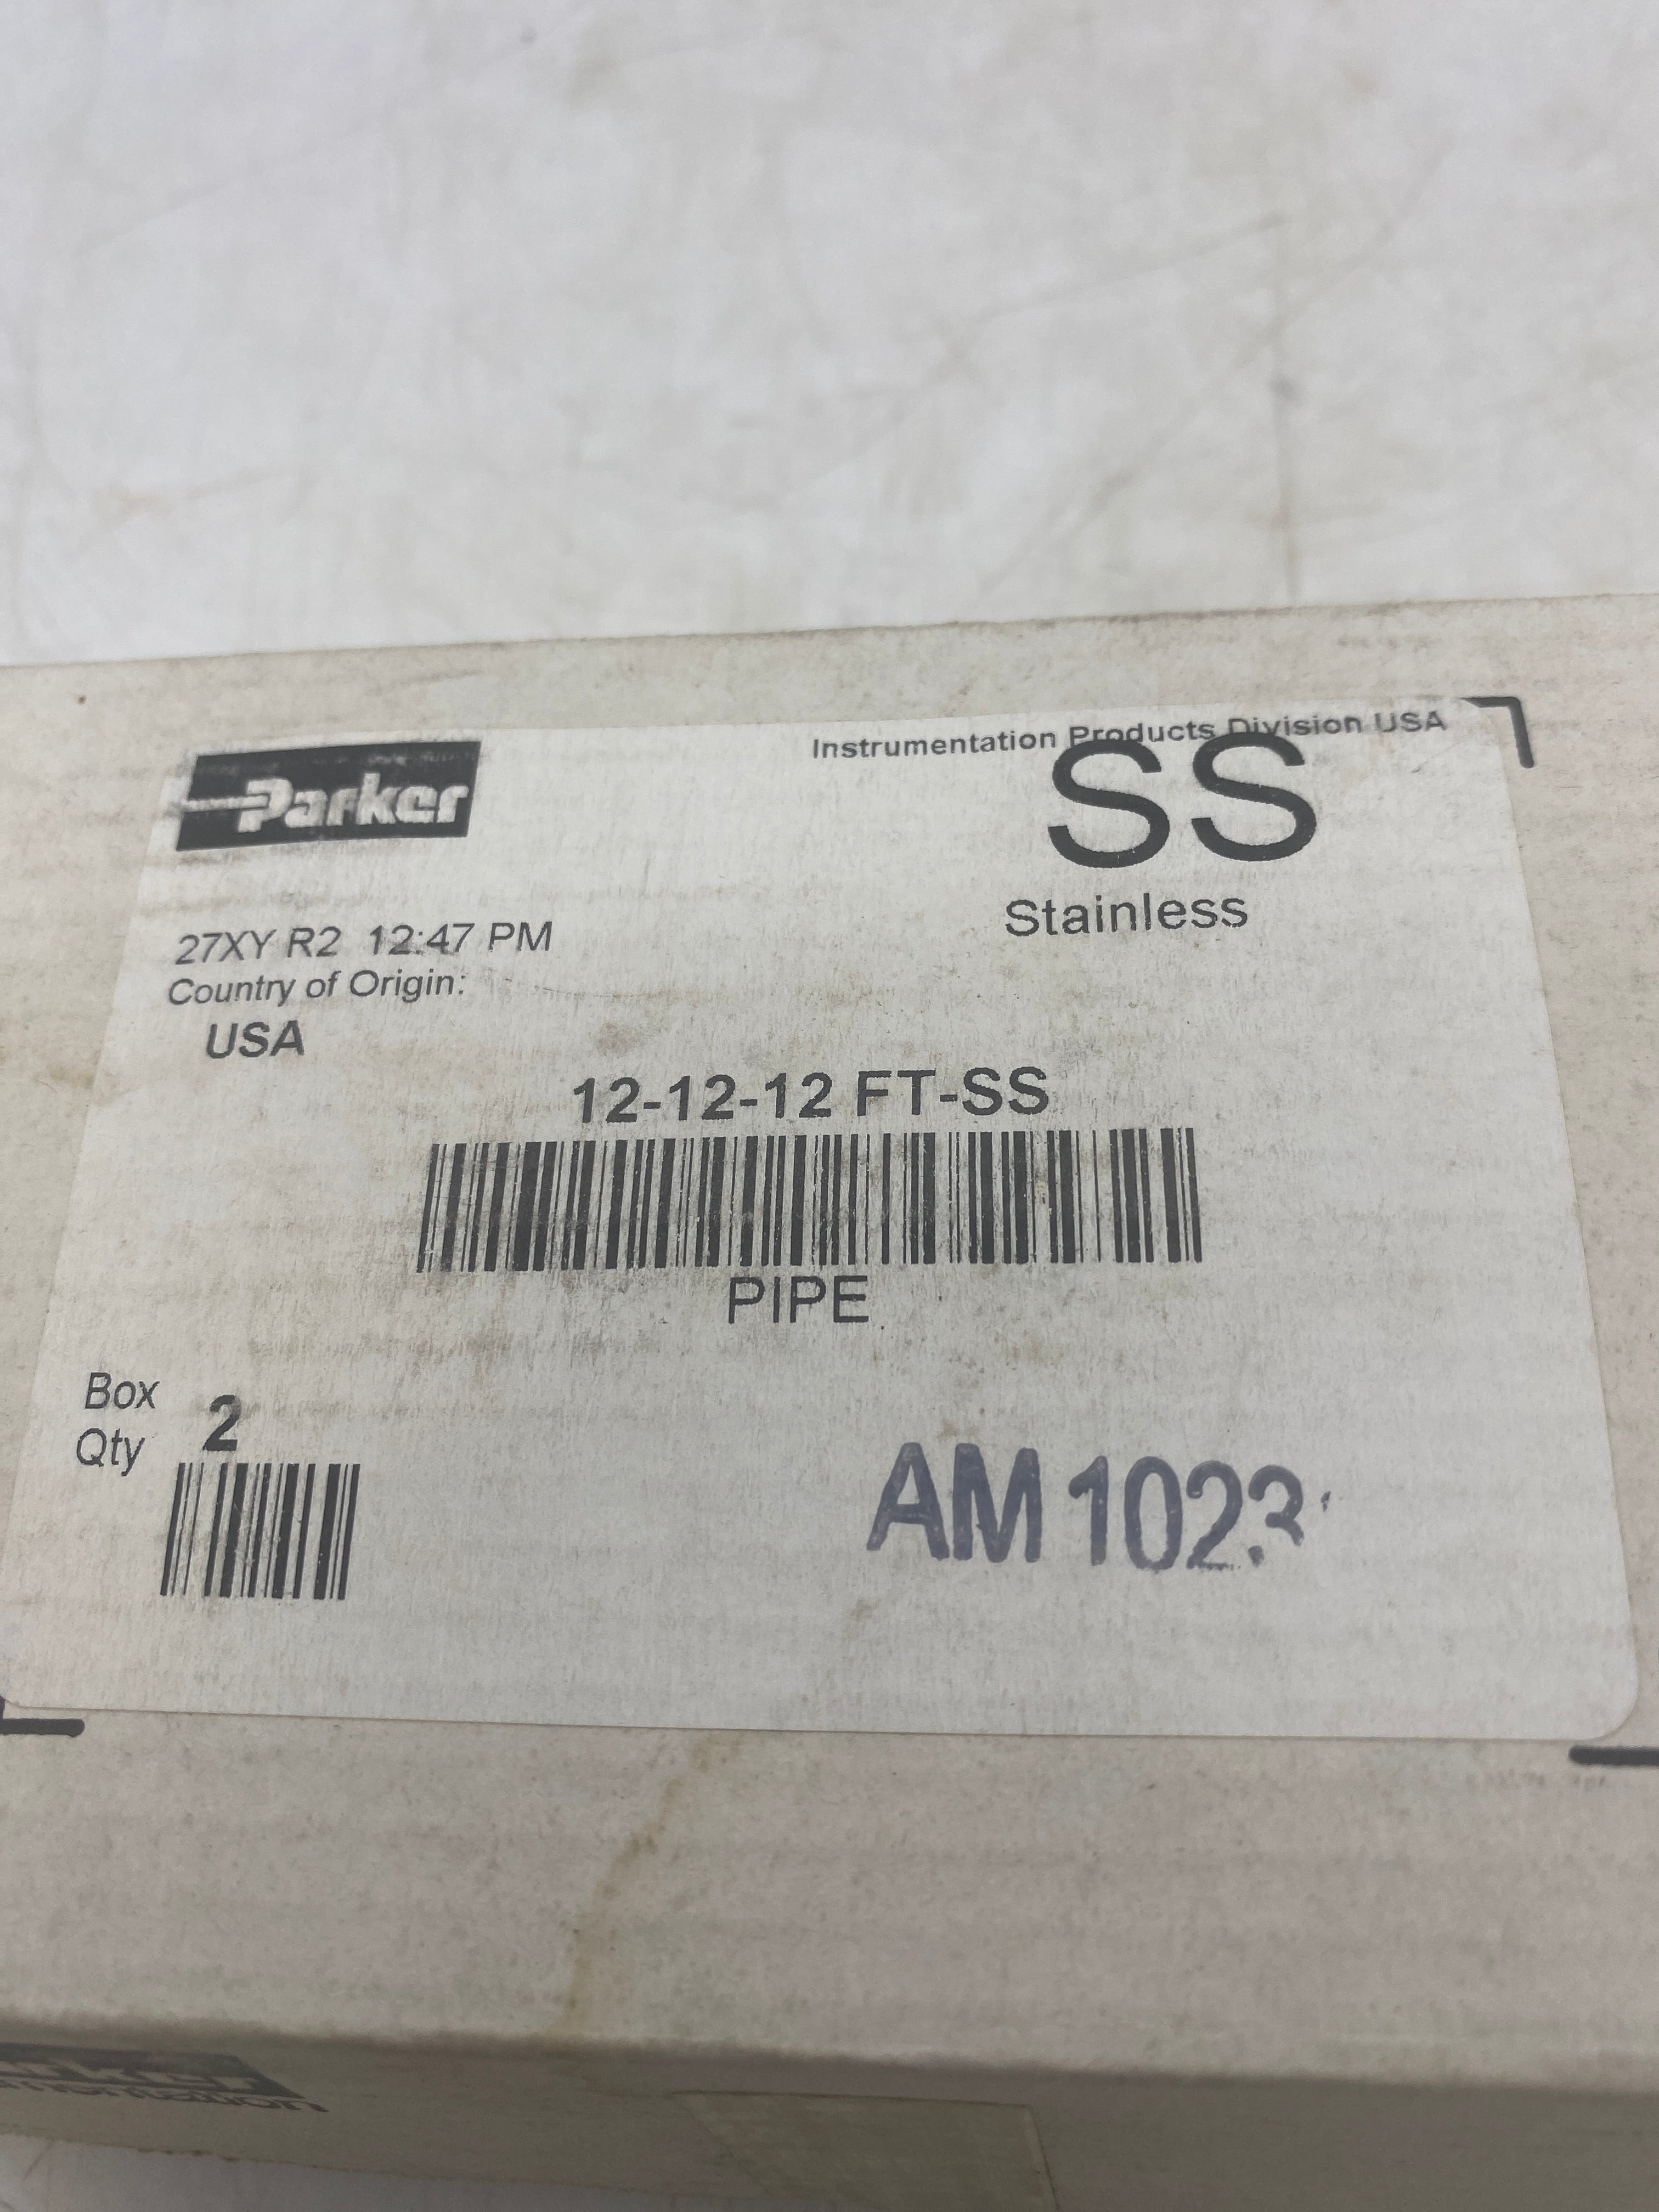 Instrumentation Products Division USA
Parker
SS
Stainless
27XY R2 12:47 PM
Country of Origin:
USA
12-12-12 FT-SS
PIPE
Box
Qty
2
AM 1023